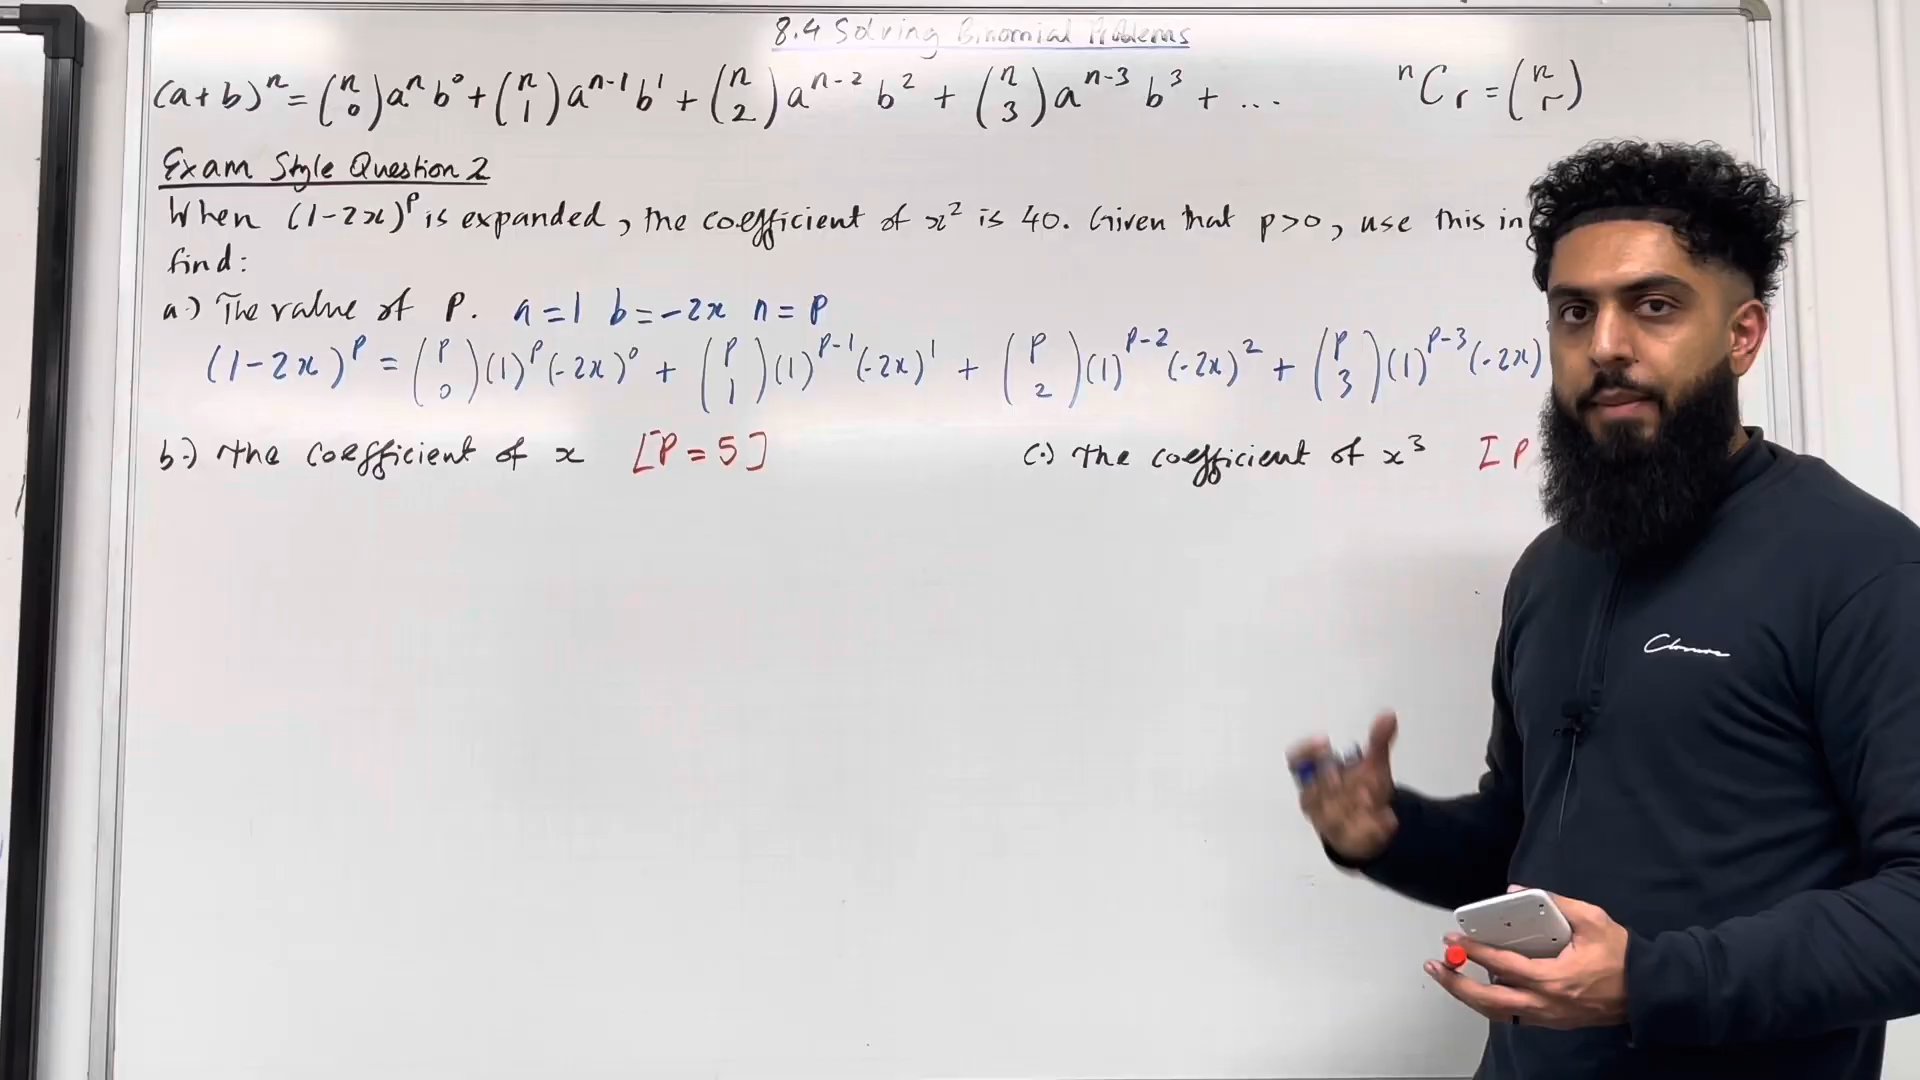 8.4 Solving Binomial Problems
(a+b)^n = (n 0) a^n b^0 + (n 1) a^{n-1} b^1 + (n 2) a^{n-2} b^2 + (n 3) a^{n-3} b^3 + ... nCr = (n r)
Exam Style Question 2
When (1-2x)^p is expanded, the coefficient of x^2 is 40. Given that p>0, use this in
find:
a.) The value of P. a=1 b=-2x n=P
(1-2x)^P = (P 0)(1)^P(-2x)^0 + (P 1)(1)^{P-1}(-2x)^1 + (P 2)(1)^{P-2}(-2x)^2 + (P 3)(1)^{P-3}(-2x)
b.) the coefficient of x [P=5] c.) the coefficient of x^3 [P